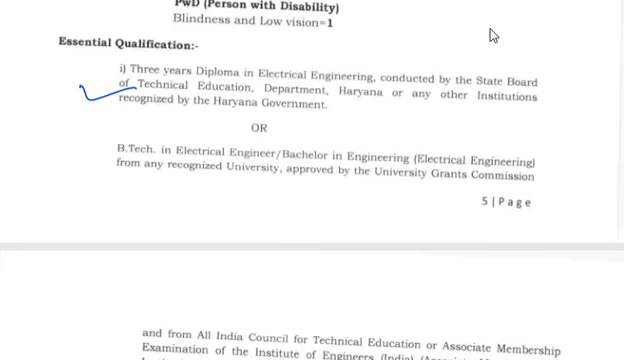 PwD (Person with Disability)
Blindness and Low vision=1
Essential Qualification:-
i) Three years Diploma in Electrical Engineering, conducted by the State Board
of Technical Education, Department, Haryana or any other Institutions
recognized by the Haryana Government.
OR
B.Tech. in Electrical Engineer/Bachelor in Engineering (Electrical Engineering)
from any recognized University, approved by the University Grants Commission
5 | Page
and from All India Council for Technical Education or Associate Membership
Examination of the Institute of Engineers (India)